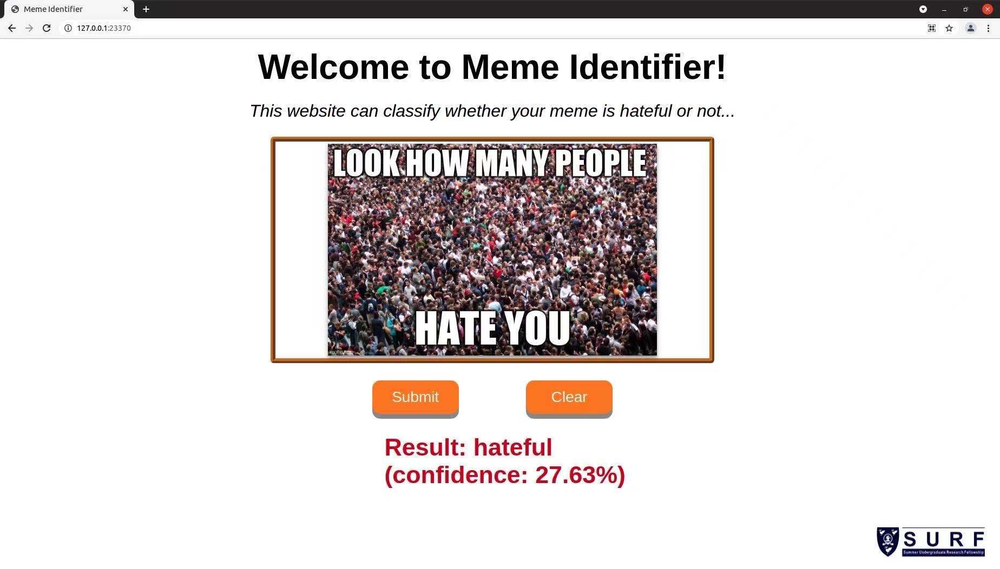 Meme Identifier
127.0.0.1:23370
Welcome to Meme Identifier!
This website can classify whether your meme is hateful or not...
LOOK HOW MANY PEOPLE
HATE YOU
imgflip.com
Submit
Clear
Result: hateful
(confidence: 27.63%)
SURF
Summer Undergraduate Research Fellowship